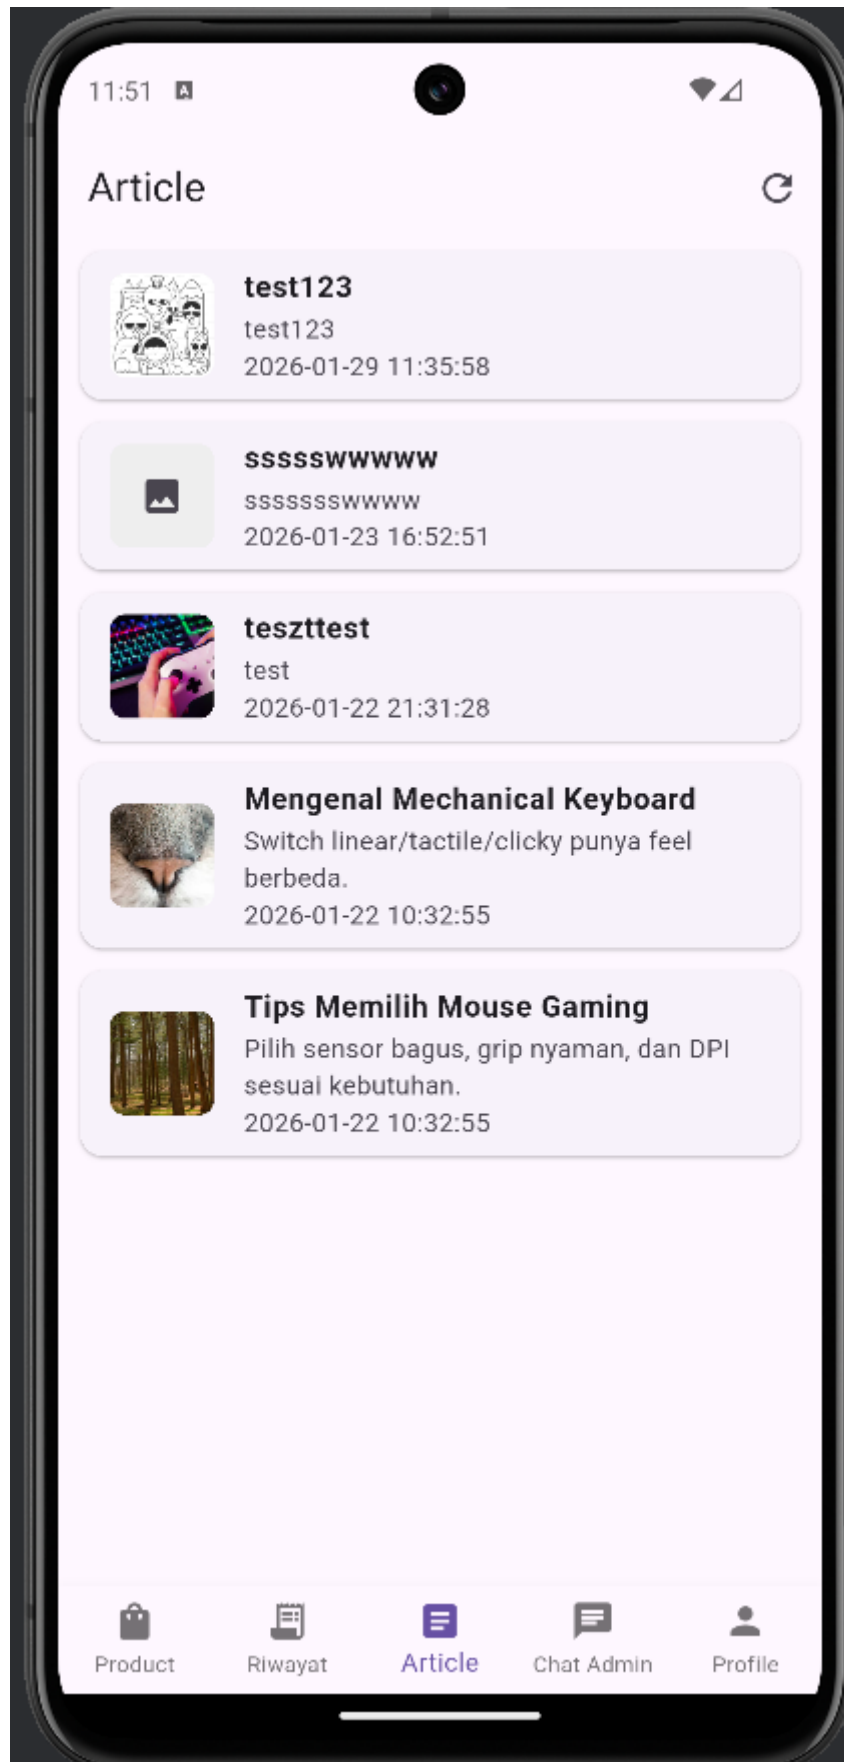 11:51 A
Article
test123
test123
2026-01-29 11:35:58
ssssswwwww
ssssssswwww
2026-01-23 16:52:51
teszttest
test
2026-01-22 21:31:28
Mengenal Mechanical Keyboard
Switch linear/tactile/clicky punya feel
berbeda.
2026-01-22 10:32:55
Tips Memilih Mouse Gaming
Pilih sensor bagus, grip nyaman, dan DPI
sesuai kebutuhan.
2026-01-22 10:32:55
Product Riwayat Article Chat Admin Profile